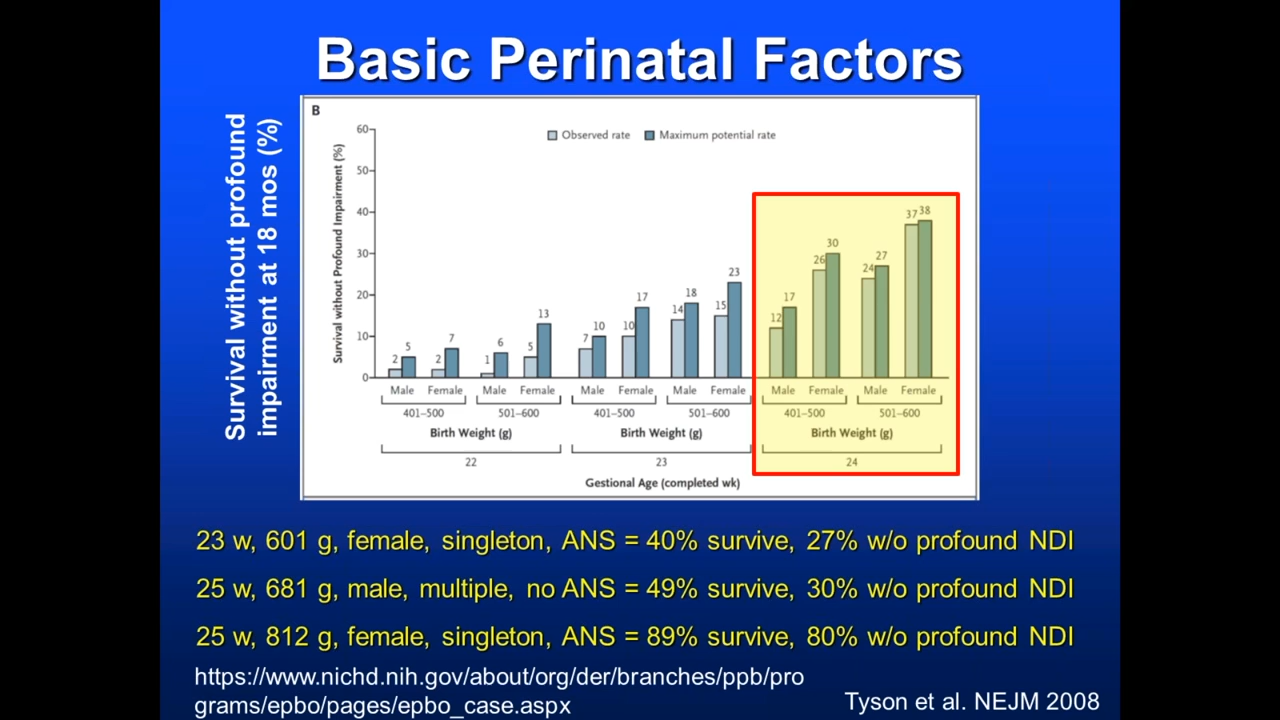 Basic Perinatal Factors
Survival without profound
impairment at 18 mos (%)
B
Observed rate
Maximum potential rate
Survival without Profound Impairment (%)
60
50
40
30
20
10
0
2 5 2 7 1 6 5 13 7 10 10 17 14 18 15 23 12 17 26 30 24 27 37 38
Male Female Male Female Male Female Male Female Male Female Male Female
401–500 501–600 401–500 501–600 401–500 501–600
Birth Weight (g) Birth Weight (g) Birth Weight (g)
22 23 24
Gestional Age (completed wk)
23 w, 601 g, female, singleton, ANS = 40% survive, 27% w/o profound NDI
25 w, 681 g, male, multiple, no ANS = 49% survive, 30% w/o profound NDI
25 w, 812 g, female, singleton, ANS = 89% survive, 80% w/o profound NDI
https://www.nichd.nih.gov/about/org/der/branches/ppb/pro
grams/epbo/pages/epbo_case.aspx
Tyson et al. NEJM 2008